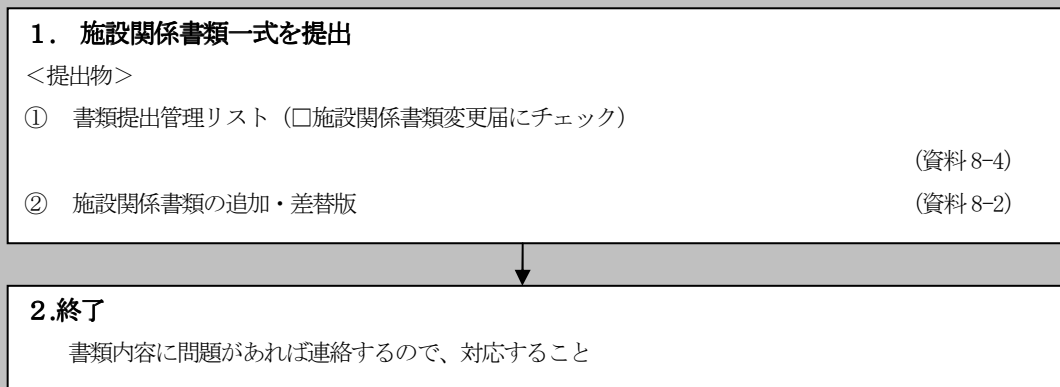 1． 施設関係書類一式を提出
＜提出物＞
① 書類提出管理リスト（□施設関係書類変更届にチェック）
(資料 8-4)
② 施設関係書類の追加・差替版 (資料 8-2)
2.終了
書類内容に問題があれば連絡するので、対応すること